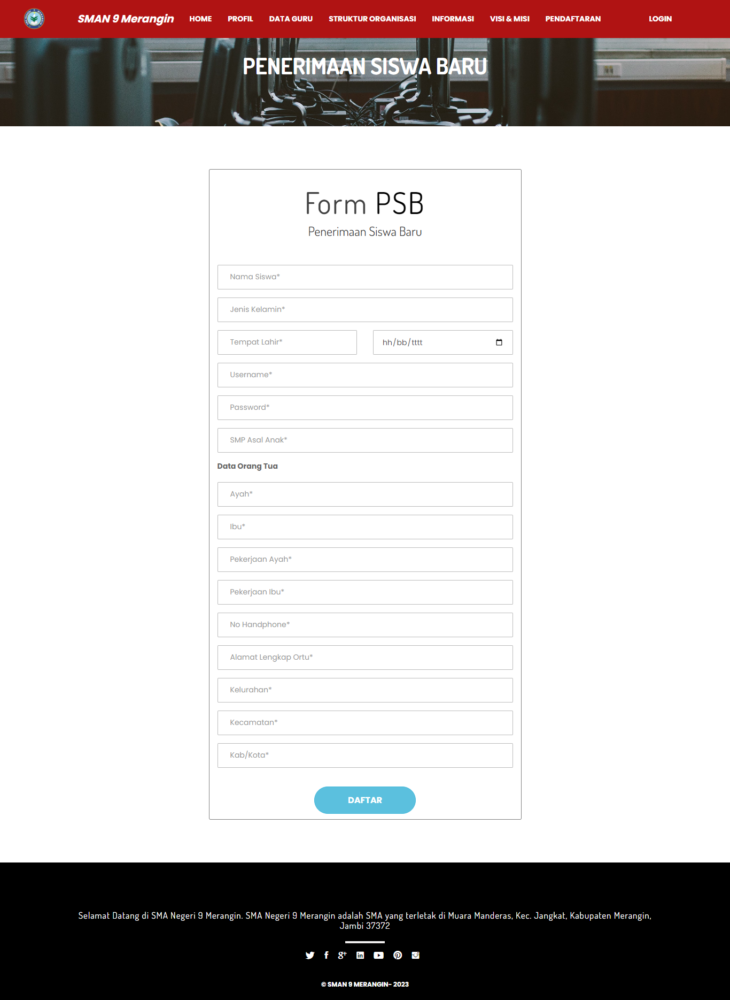 SMAN 9 Merangin HOME PROFIL DATA GURU STRUKTUR ORGANISASI INFORMASI VISI & MISI PENDAFTARAN LOGIN
PENERIMAAN SISWA BARU
Form PSB
Penerimaan Siswa Baru
Nama Siswa*
Jenis Kelamin*
Tempat Lahir* hh/bb/tttt
Username*
Password*
SMP Asal Anak*
Data Orang Tua
Ayah*
Ibu*
Pekerjaan Ayah*
Pekerjaan Ibu*
No Handphone*
Alamat Lengkap Ortu*
Kelurahan*
Kecamatan*
Kab/Kota*
DAFTAR
Selamat Datang di SMA Negeri 9 Merangin. SMA Negeri 9 Merangin adalah SMA yang terletak di Muara Manderas, Kec. Jangkat, Kabupaten Merangin,
Jambi 37372
© SMAN 9 MERANGIN- 2023